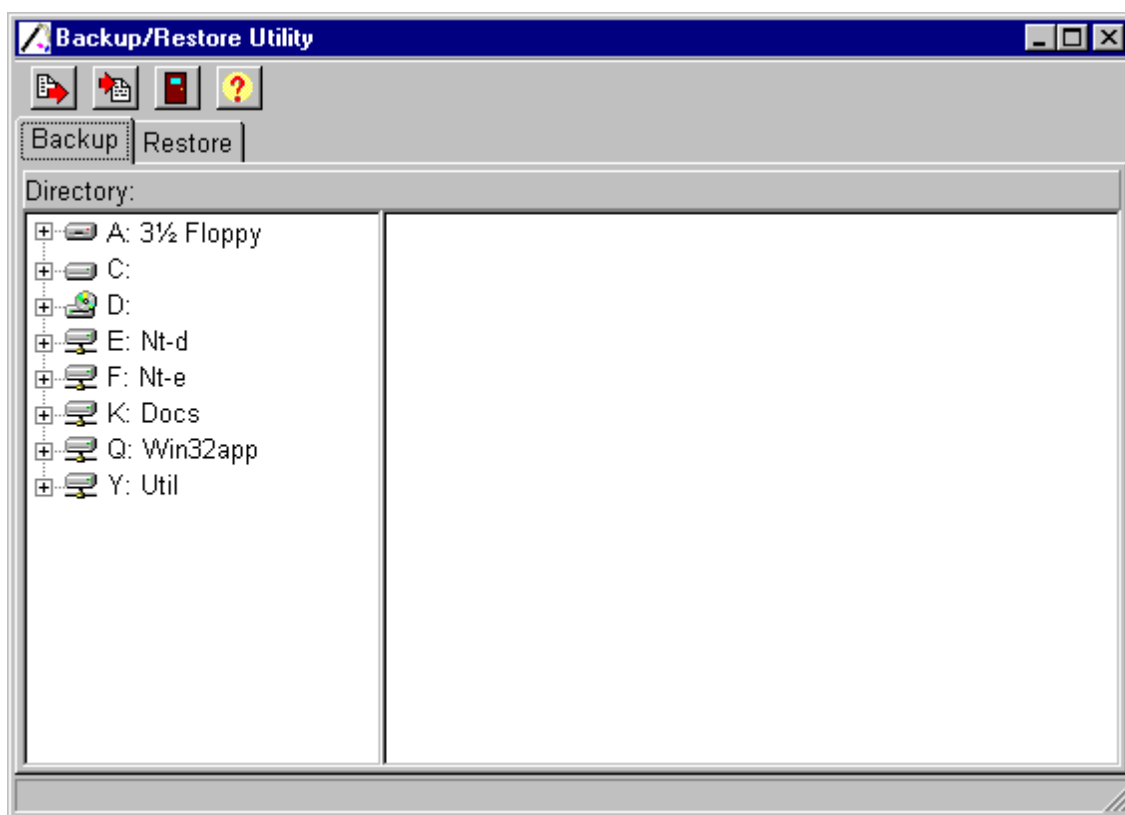 Backup/Restore Utility
?
Backup Restore
Directory:
A: 3½ Floppy
C:
D:
E: Nt-d
F: Nt-e
K: Docs
Q: Win32app
Y: Util